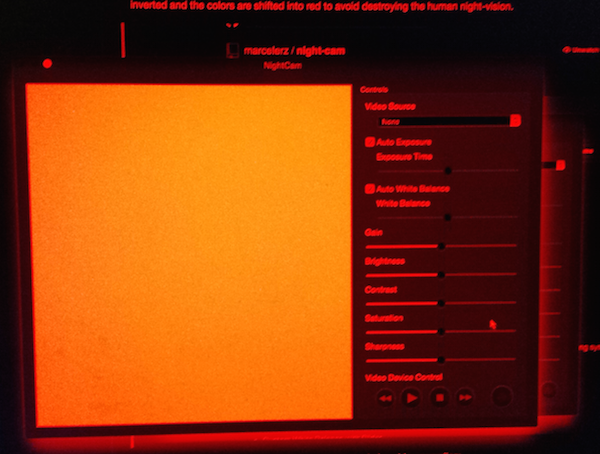 inverted and the colors are shifted into red to avoid destroying the human night-vision.
marcelerz / night-cam
NightCam
Controls
Video Source
None
Auto Exposure
Exposure Time
Auto White Balance
White Balance
Gain
Brightness
Contrast
Saturation
Sharpness
Video Device Control